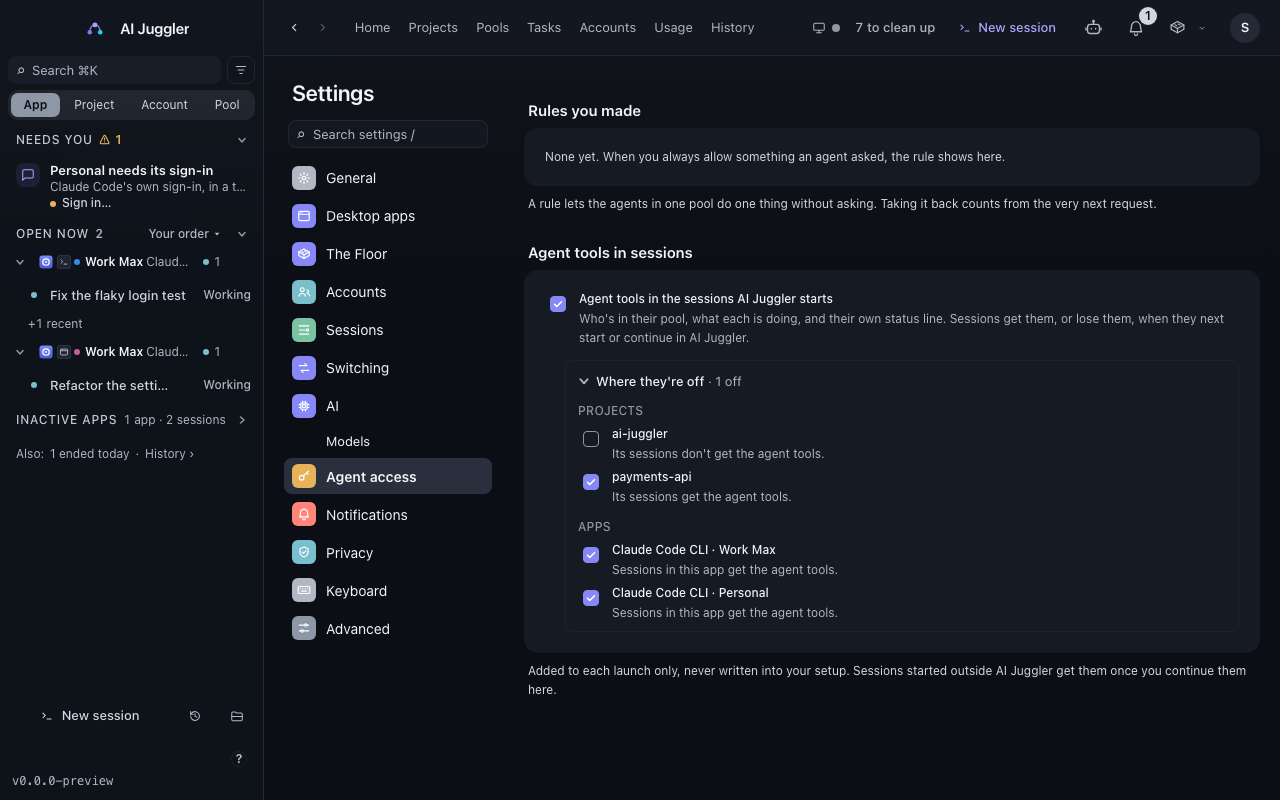 AI Juggler
Search ⌘K
App Project Account Pool
NEEDS YOU 1
Personal needs its sign-in
Claude Code's own sign-in, in a t…
Sign in…
OPEN NOW 2 Your order
Work Max Claud… 1
Fix the flaky login test Working
+1 recent
Work Max Claud… 1
Refactor the setti… Working
INACTIVE APPS 1 app · 2 sessions
Also: 1 ended today · History ›
New session
?
v0.0.0-preview
Home Projects Pools Tasks Accounts Usage History
7 to clean up
New session
1
S
Settings
Search settings /
General
Desktop apps
The Floor
Accounts
Sessions
Switching
AI
Models
Agent access
Notifications
Privacy
Keyboard
Advanced
Rules you made
None yet. When you always allow something an agent asked, the rule shows here.
A rule lets the agents in one pool do one thing without asking. Taking it back counts from the very next request.
Agent tools in sessions
Agent tools in the sessions AI Juggler starts
Who's in their pool, what each is doing, and their own status line. Sessions get them, or lose them, when they next
start or continue in AI Juggler.
Where they're off · 1 off
PROJECTS
ai-juggler
Its sessions don't get the agent tools.
payments-api
Its sessions get the agent tools.
APPS
Claude Code CLI · Work Max
Sessions in this app get the agent tools.
Claude Code CLI · Personal
Sessions in this app get the agent tools.
Added to each launch only, never written into your setup. Sessions started outside AI Juggler get them once you continue them
here.